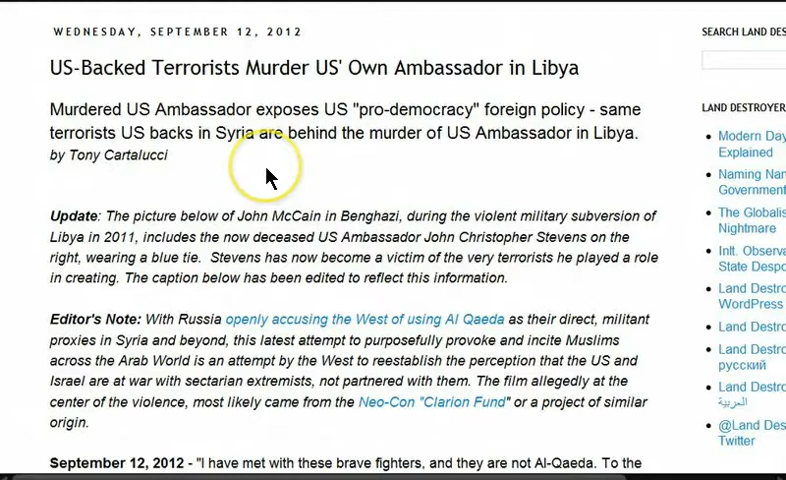 WEDNESDAY, SEPTEMBER 12, 2012
US-Backed Terrorists Murder US' Own Ambassador in Libya
Murdered US Ambassador exposes US "pro-democracy" foreign policy - same
terrorists US backs in Syria are behind the murder of US Ambassador in Libya.
by Tony Cartalucci
Update: The picture below of John McCain in Benghazi, during the violent military subversion of
Libya in 2011, includes the now deceased US Ambassador John Christopher Stevens on the
right, wearing a blue tie. Stevens has now become a victim of the very terrorists he played a role
in creating. The caption below has been edited to reflect this information.
Editor's Note: With Russia openly accusing the West of using Al Qaeda as their direct, militant
proxies in Syria and beyond, this latest attempt to purposefully provoke and incite Muslims
across the Arab World is an attempt by the West to reestablish the perception that the US and
Israel are at war with sectarian extremists, not partnered with them. The film allegedly at the
center of the violence, most likely came from the Neo-Con "Clarion Fund" or a project of similar
origin.
September 12, 2012 - "I have met with these brave fighters, and they are not Al-Qaeda. To the
SEARCH LAND DES
LAND DESTROYER
Modern Day
Explained
Naming Nam
Government
The Globalis
Nightmare
Intl. Observa
State Despo
Land Destro
WordPress
Land Destro
Land Destro
русский
Land Destro
العربية
@Land Des
Twitter